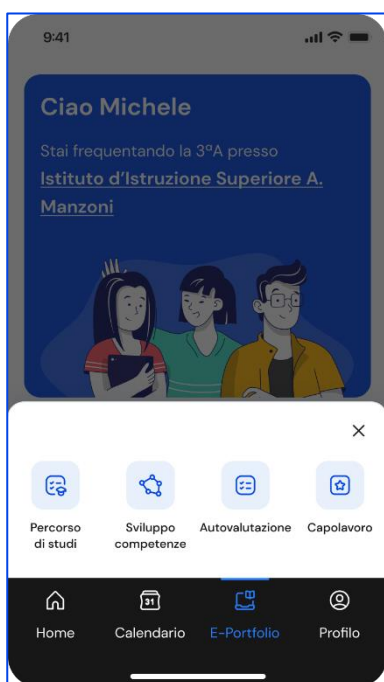 9:41
Ciao Michele
Stai frequentando la 3ªA presso
Istituto d'Istruzione Superiore A.
Manzoni
Percorso
di studi
Sviluppo
competenze
Autovalutazione
Capolavoro
31
Home
Calendario
E-Portfolio
Profilo